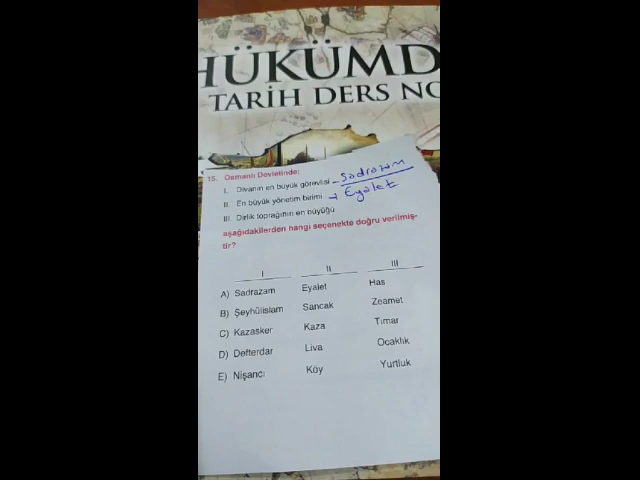 HÜKÜMD
TARİH DERS NO
15. Osmanlı Devletinde;
I. Divanın en büyük görevlisi → Sadrazam
II. En büyük yönetim birimi → Eyalet
III. Dirlik toprağının en büyüğü
aşağıdakilerden hangi seçenekte doğru verilmiş-
tir?
I II III
A) Sadrazam Eyalet Has
B) Şeyhülislam Sancak Zeamet
C) Kazasker Kaza Tımar
D) Defterdar Liva Ocaklık
E) Nişancı Köy Yurtluk